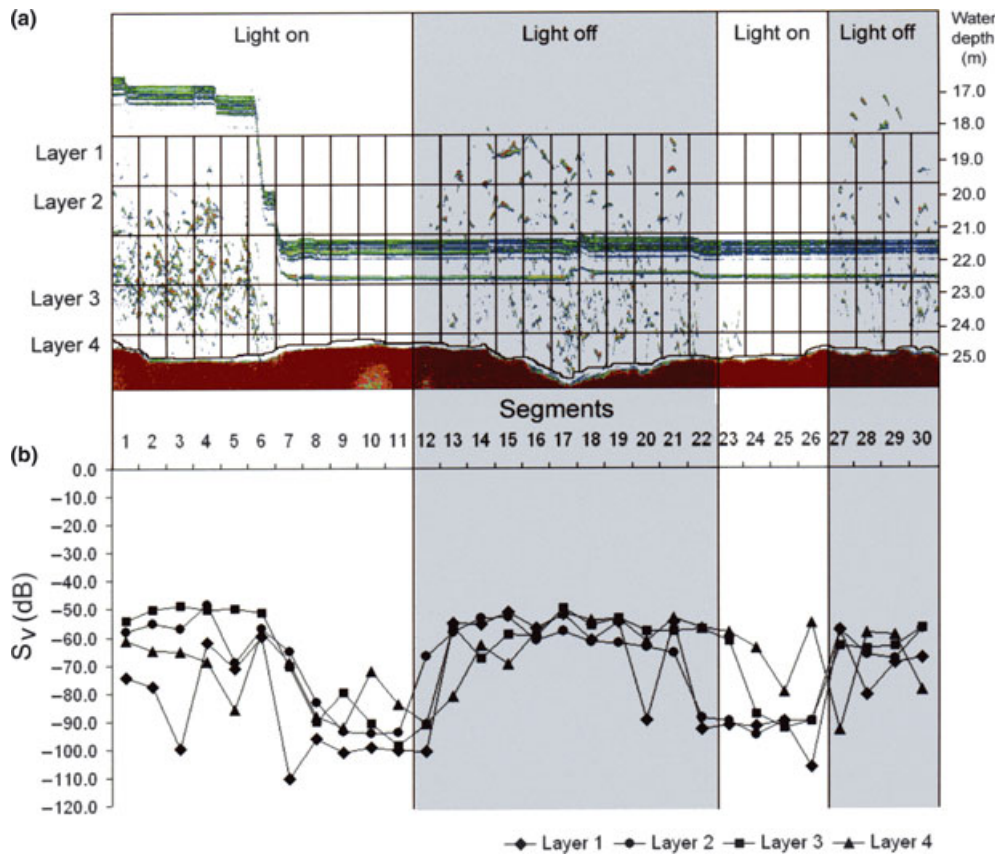 (a)
Light on
Light off
Light on
Light off
Water depth (m)
17.0
18.0
Layer 1
19.0
Layer 2
20.0
21.0
22.0
Layer 3
23.0
24.0
Layer 4
25.0
Segments
1 2 3 4 5 6 7 8 9 10 11 12 13 14 15 16 17 18 19 20 21 22 23 24 25 26 27 28 29 30
(b)
0.0
−10.0
−20.0
−30.0
−40.0
−50.0
−60.0
−70.0
−80.0
−90.0
−100.0
−110.0
−120.0
Sv (dB)
Layer 1 Layer 2 Layer 3 Layer 4